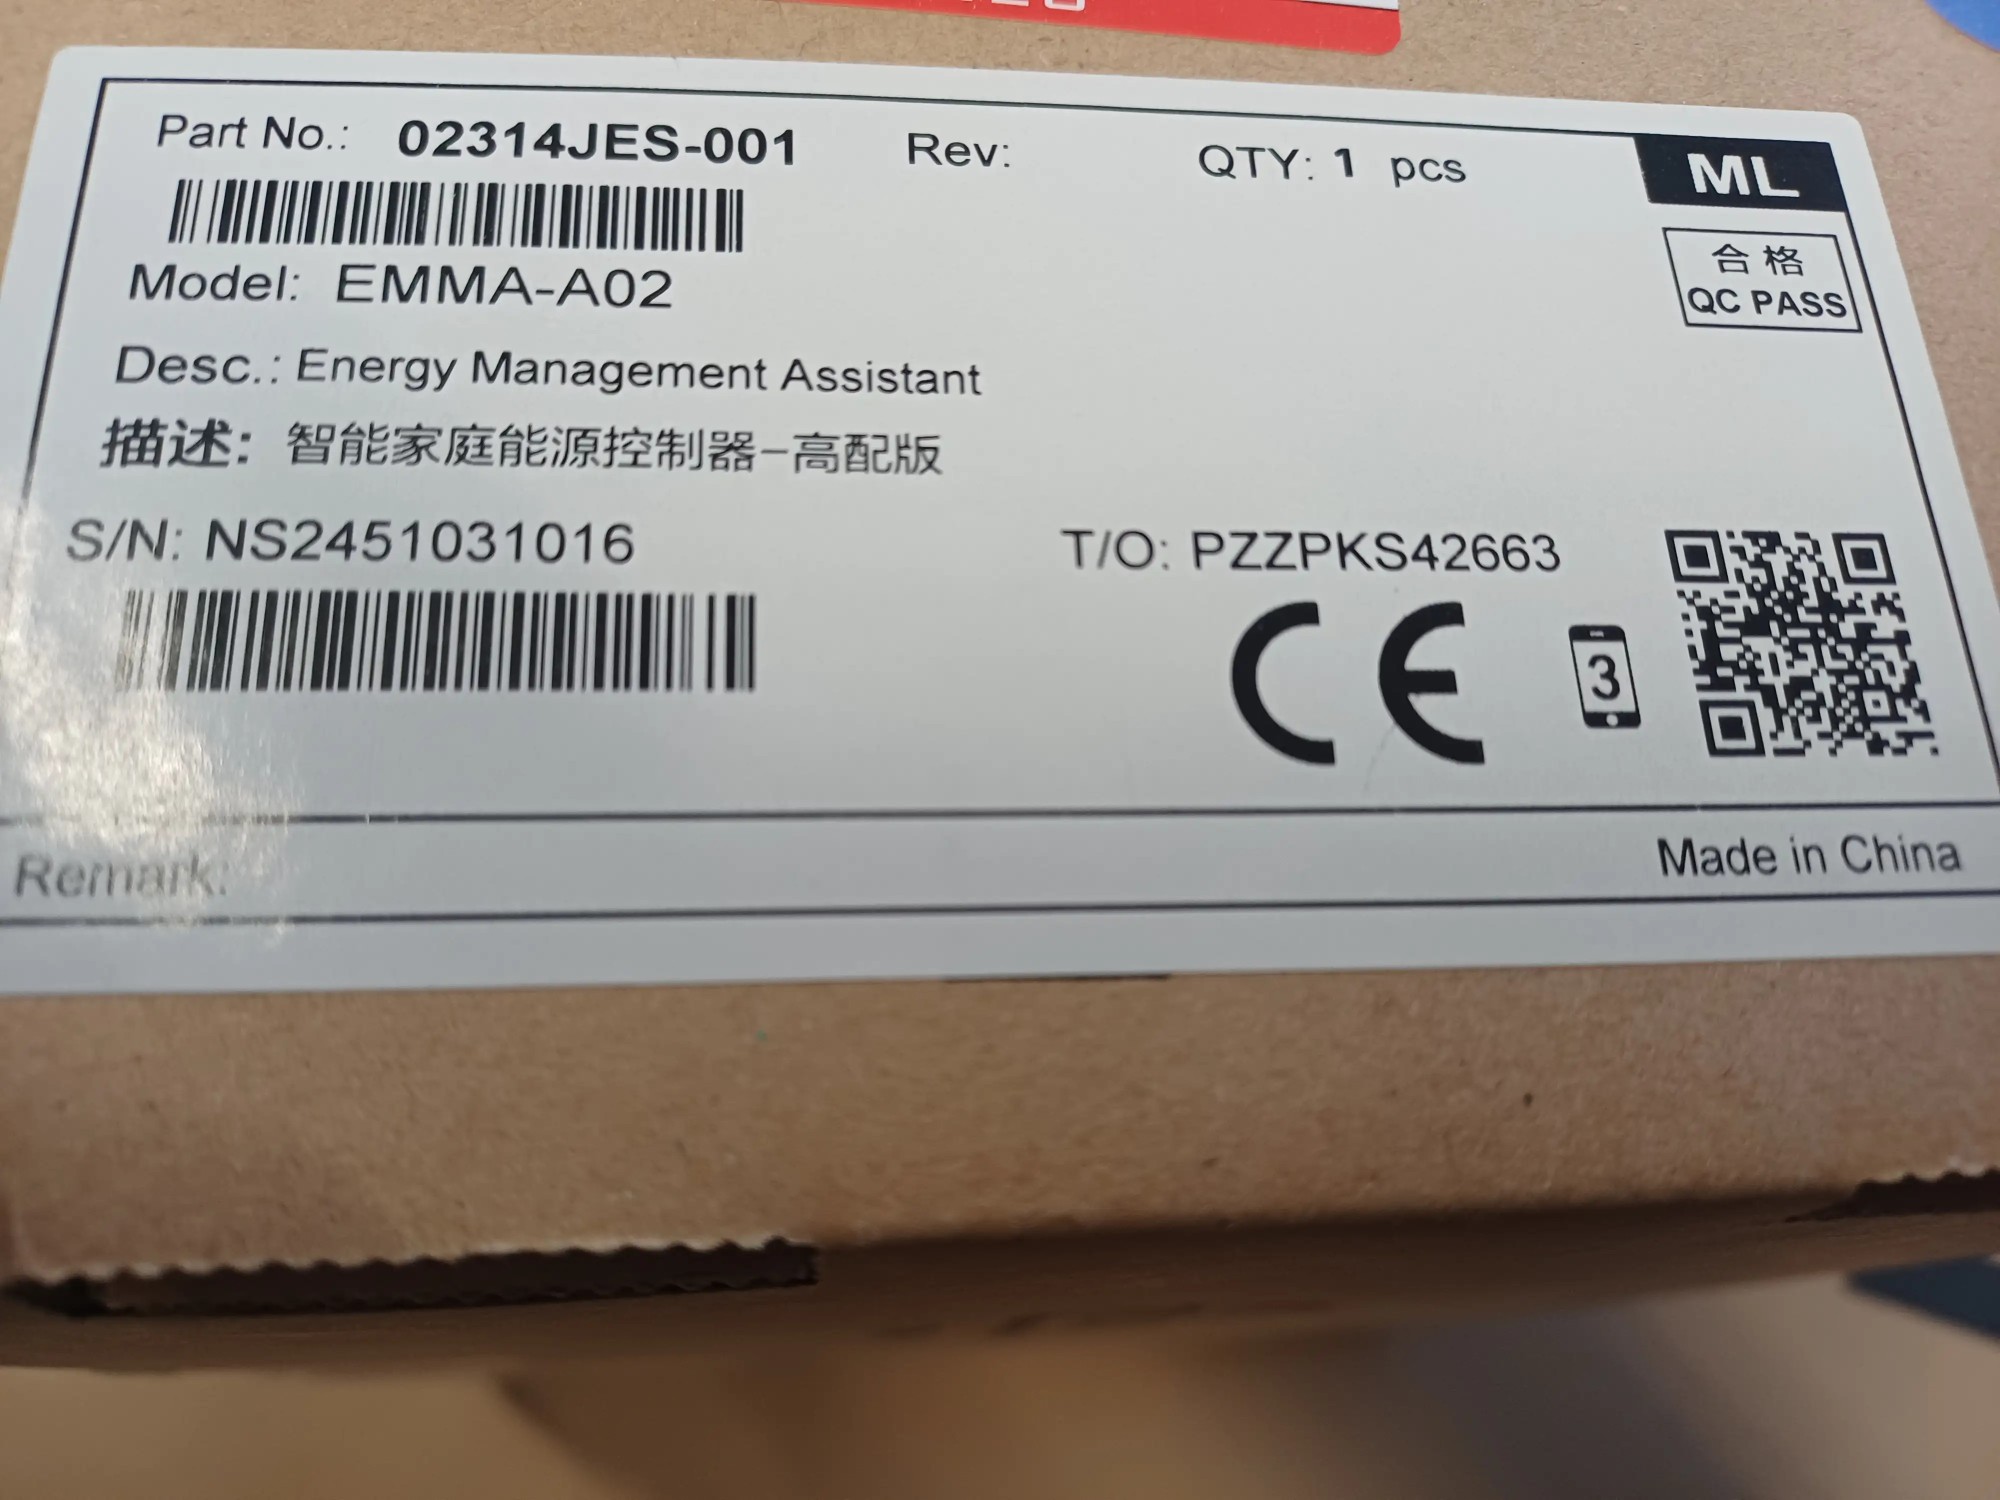 Part No.: 02314JES-001 Rev: QTY: 1 pcs ML
合格
QC PASS
Model: EMMA-A02
Desc.: Energy Management Assistant
描述: 智能家庭能源控制器-高配版
S/N: NS2451031016 T/O: PZZPKS42663
CE 3
Remark: Made in China